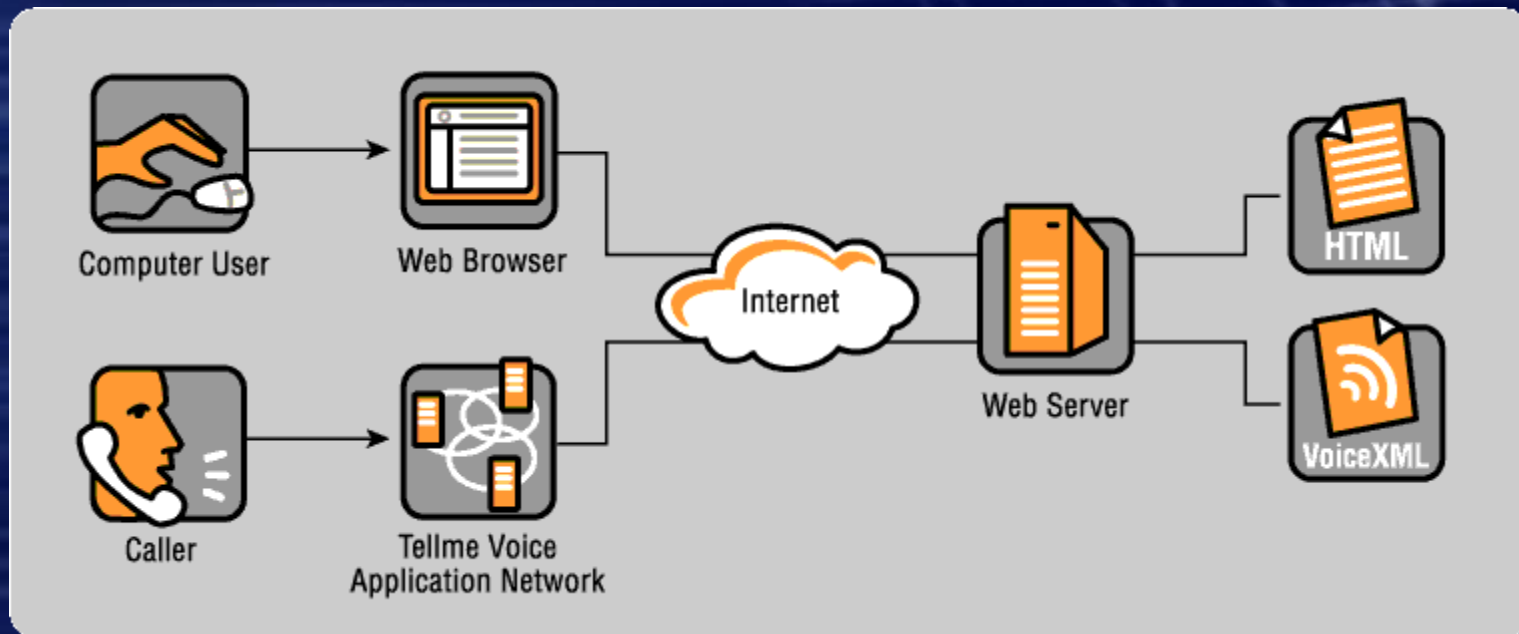 Computer User
Web Browser
Internet
Web Server
HTML
VoiceXML
Caller
Tellme Voice
Application Network